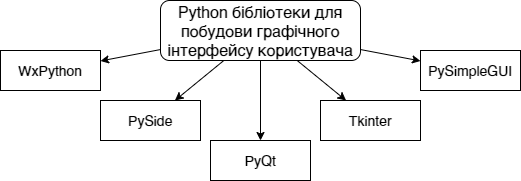 Python бібліотеки для
побудови графічного
інтерфейсу користувача
WxPython
PySimpleGUI
PySide
Tkinter
PyQt